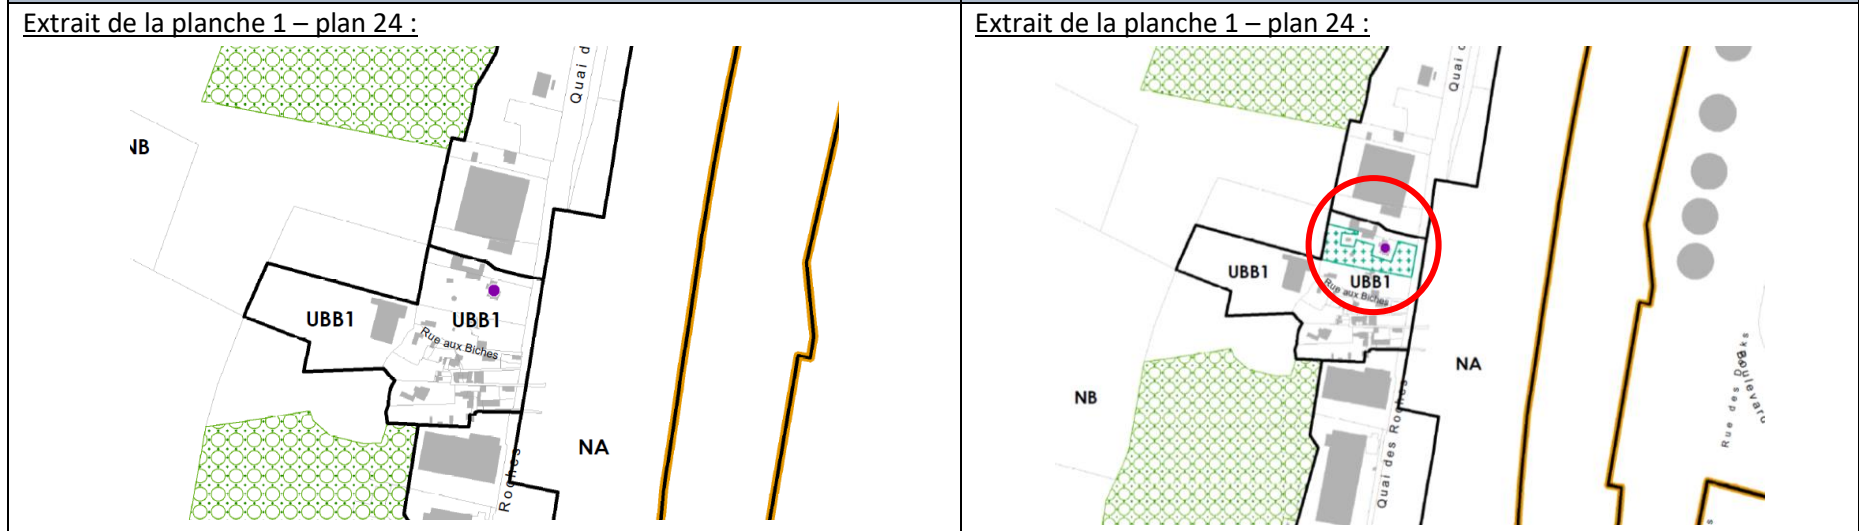 Extrait de la planche 1 – plan 24 :
Quai d
NB
UBB1
UBB1
Rue aux Biches
NA
Roches
Extrait de la planche 1 – plan 24 :
Quai
UBB1
UBB1
Rue aux Biches
NA
NB
Quai des Roches
Rue des Docks
Boulevard